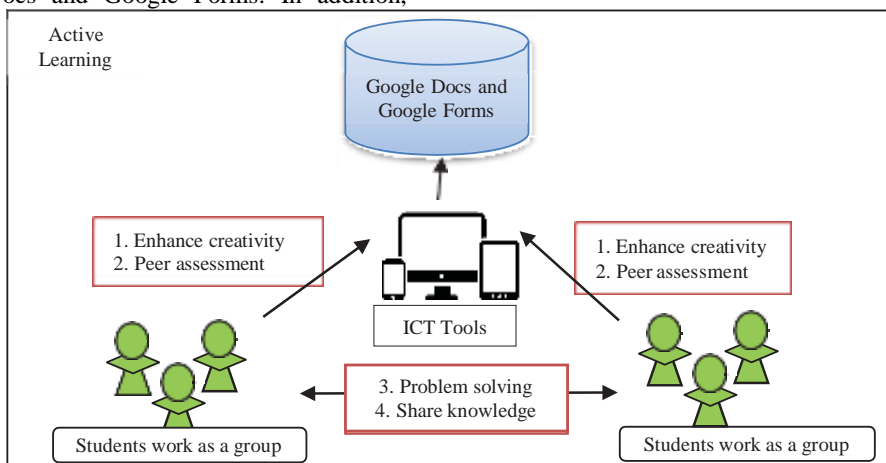 and Google Forms. In addition,
Active
Learning
Google Docs and
Google Forms
1. Enhance creativity
2. Peer assessment
1. Enhance creativity
2. Peer assessment
ICT Tools
3. Problem solving
4. Share knowledge
Students work as a group
Students work as a group